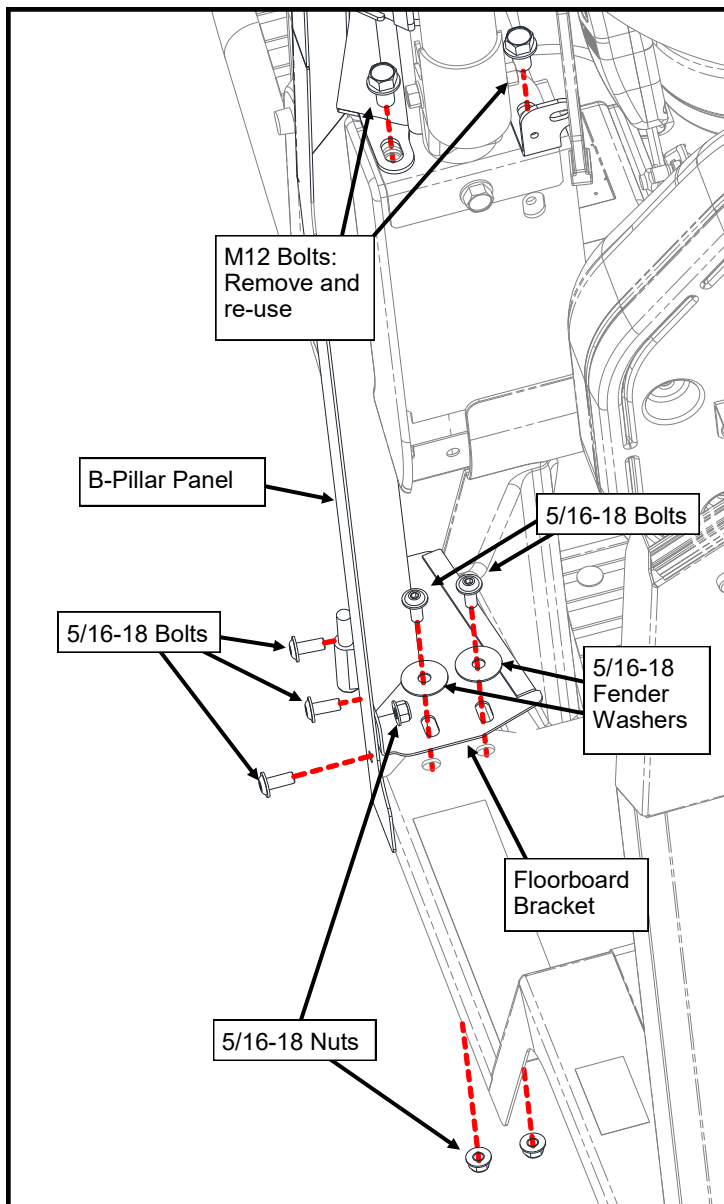 M12 Bolts:
Remove and
re-use
B-Pillar Panel
5/16-18 Bolts
5/16-18 Bolts
5/16-18
Fender
Washers
Floorboard
Bracket
5/16-18 Nuts